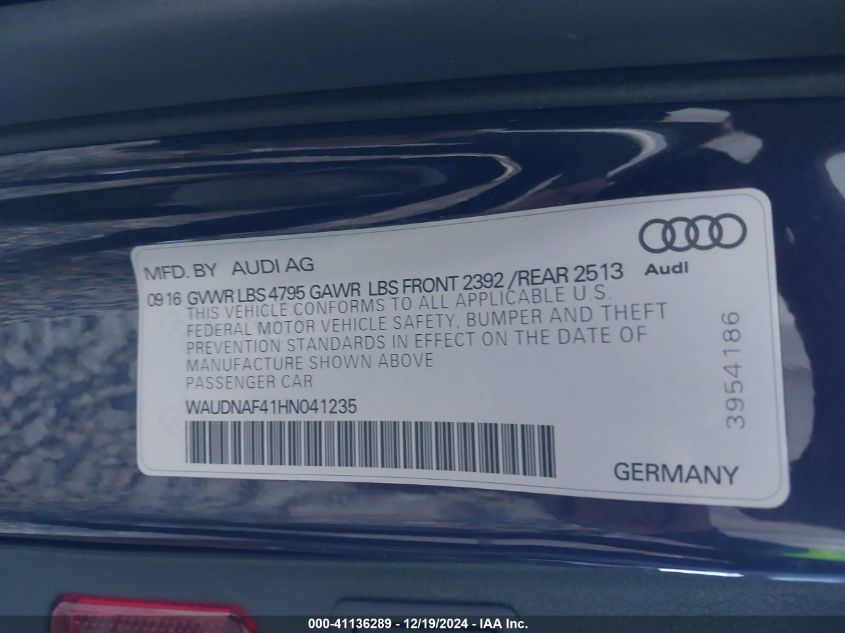 MFD. BY AUDI AG
09 16 GVWR LBS 4795 GAWR LBS FRONT 2392 /REAR 2513
Audi
THIS VEHICLE CONFORMS TO ALL APPLICABLE U.S.
FEDERAL MOTOR VEHICLE SAFETY, BUMPER AND THEFT
PREVENTION STANDARDS IN EFFECT ON THE DATE OF
MANUFACTURE SHOWN ABOVE
PASSENGER CAR
WAUDNAF41HN041235
3954186
GERMANY
000-41136289 - 12/19/2024 - IAA Inc.